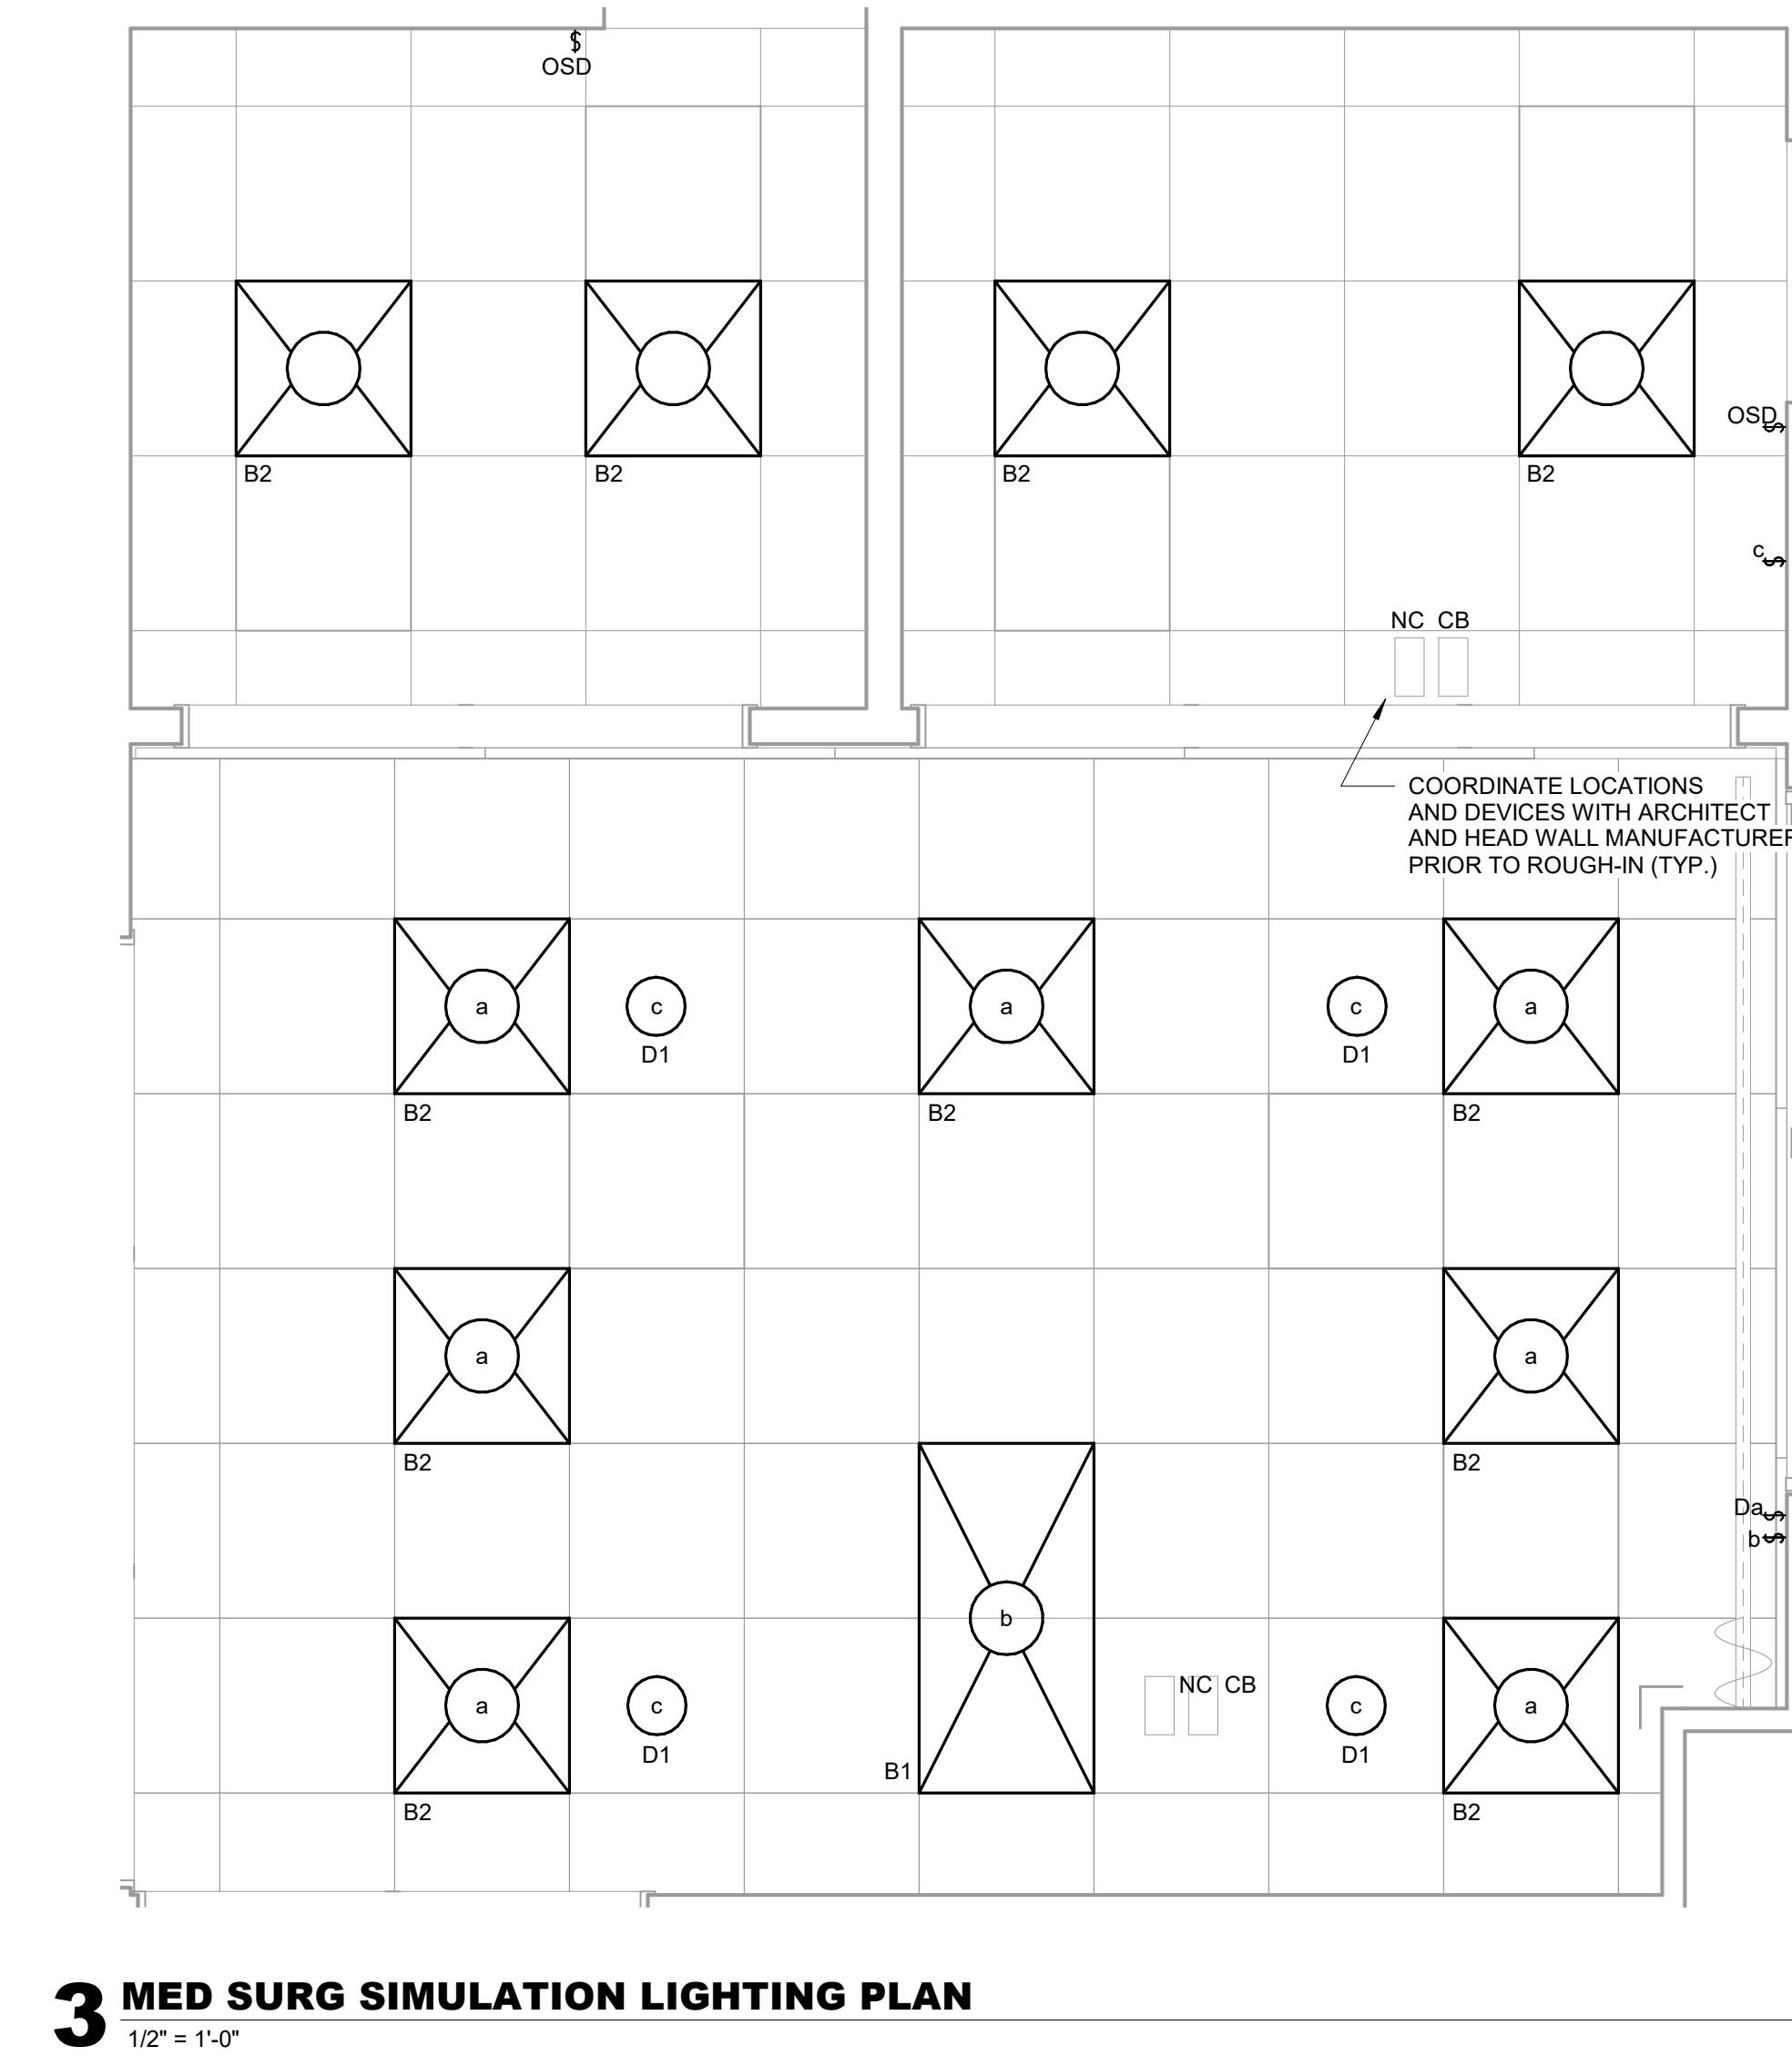 $
OSD
B2
B2
B2
B2
OSD
$
c
$
NC CB
COORDINATE LOCATIONS
AND DEVICES WITH ARCHITECT
AND HEAD WALL MANUFACTURER
PRIOR TO ROUGH-IN (TYP.)
a
c
a
c
a
D1
D1
B2
B2
B2
a
a
B2
B2
Da
$
b
$
b
NC CB
a
c
c
a
D1
D1
B1
B2
B2
3 MED SURG SIMULATION LIGHTING PLAN
1/2" = 1'-0"